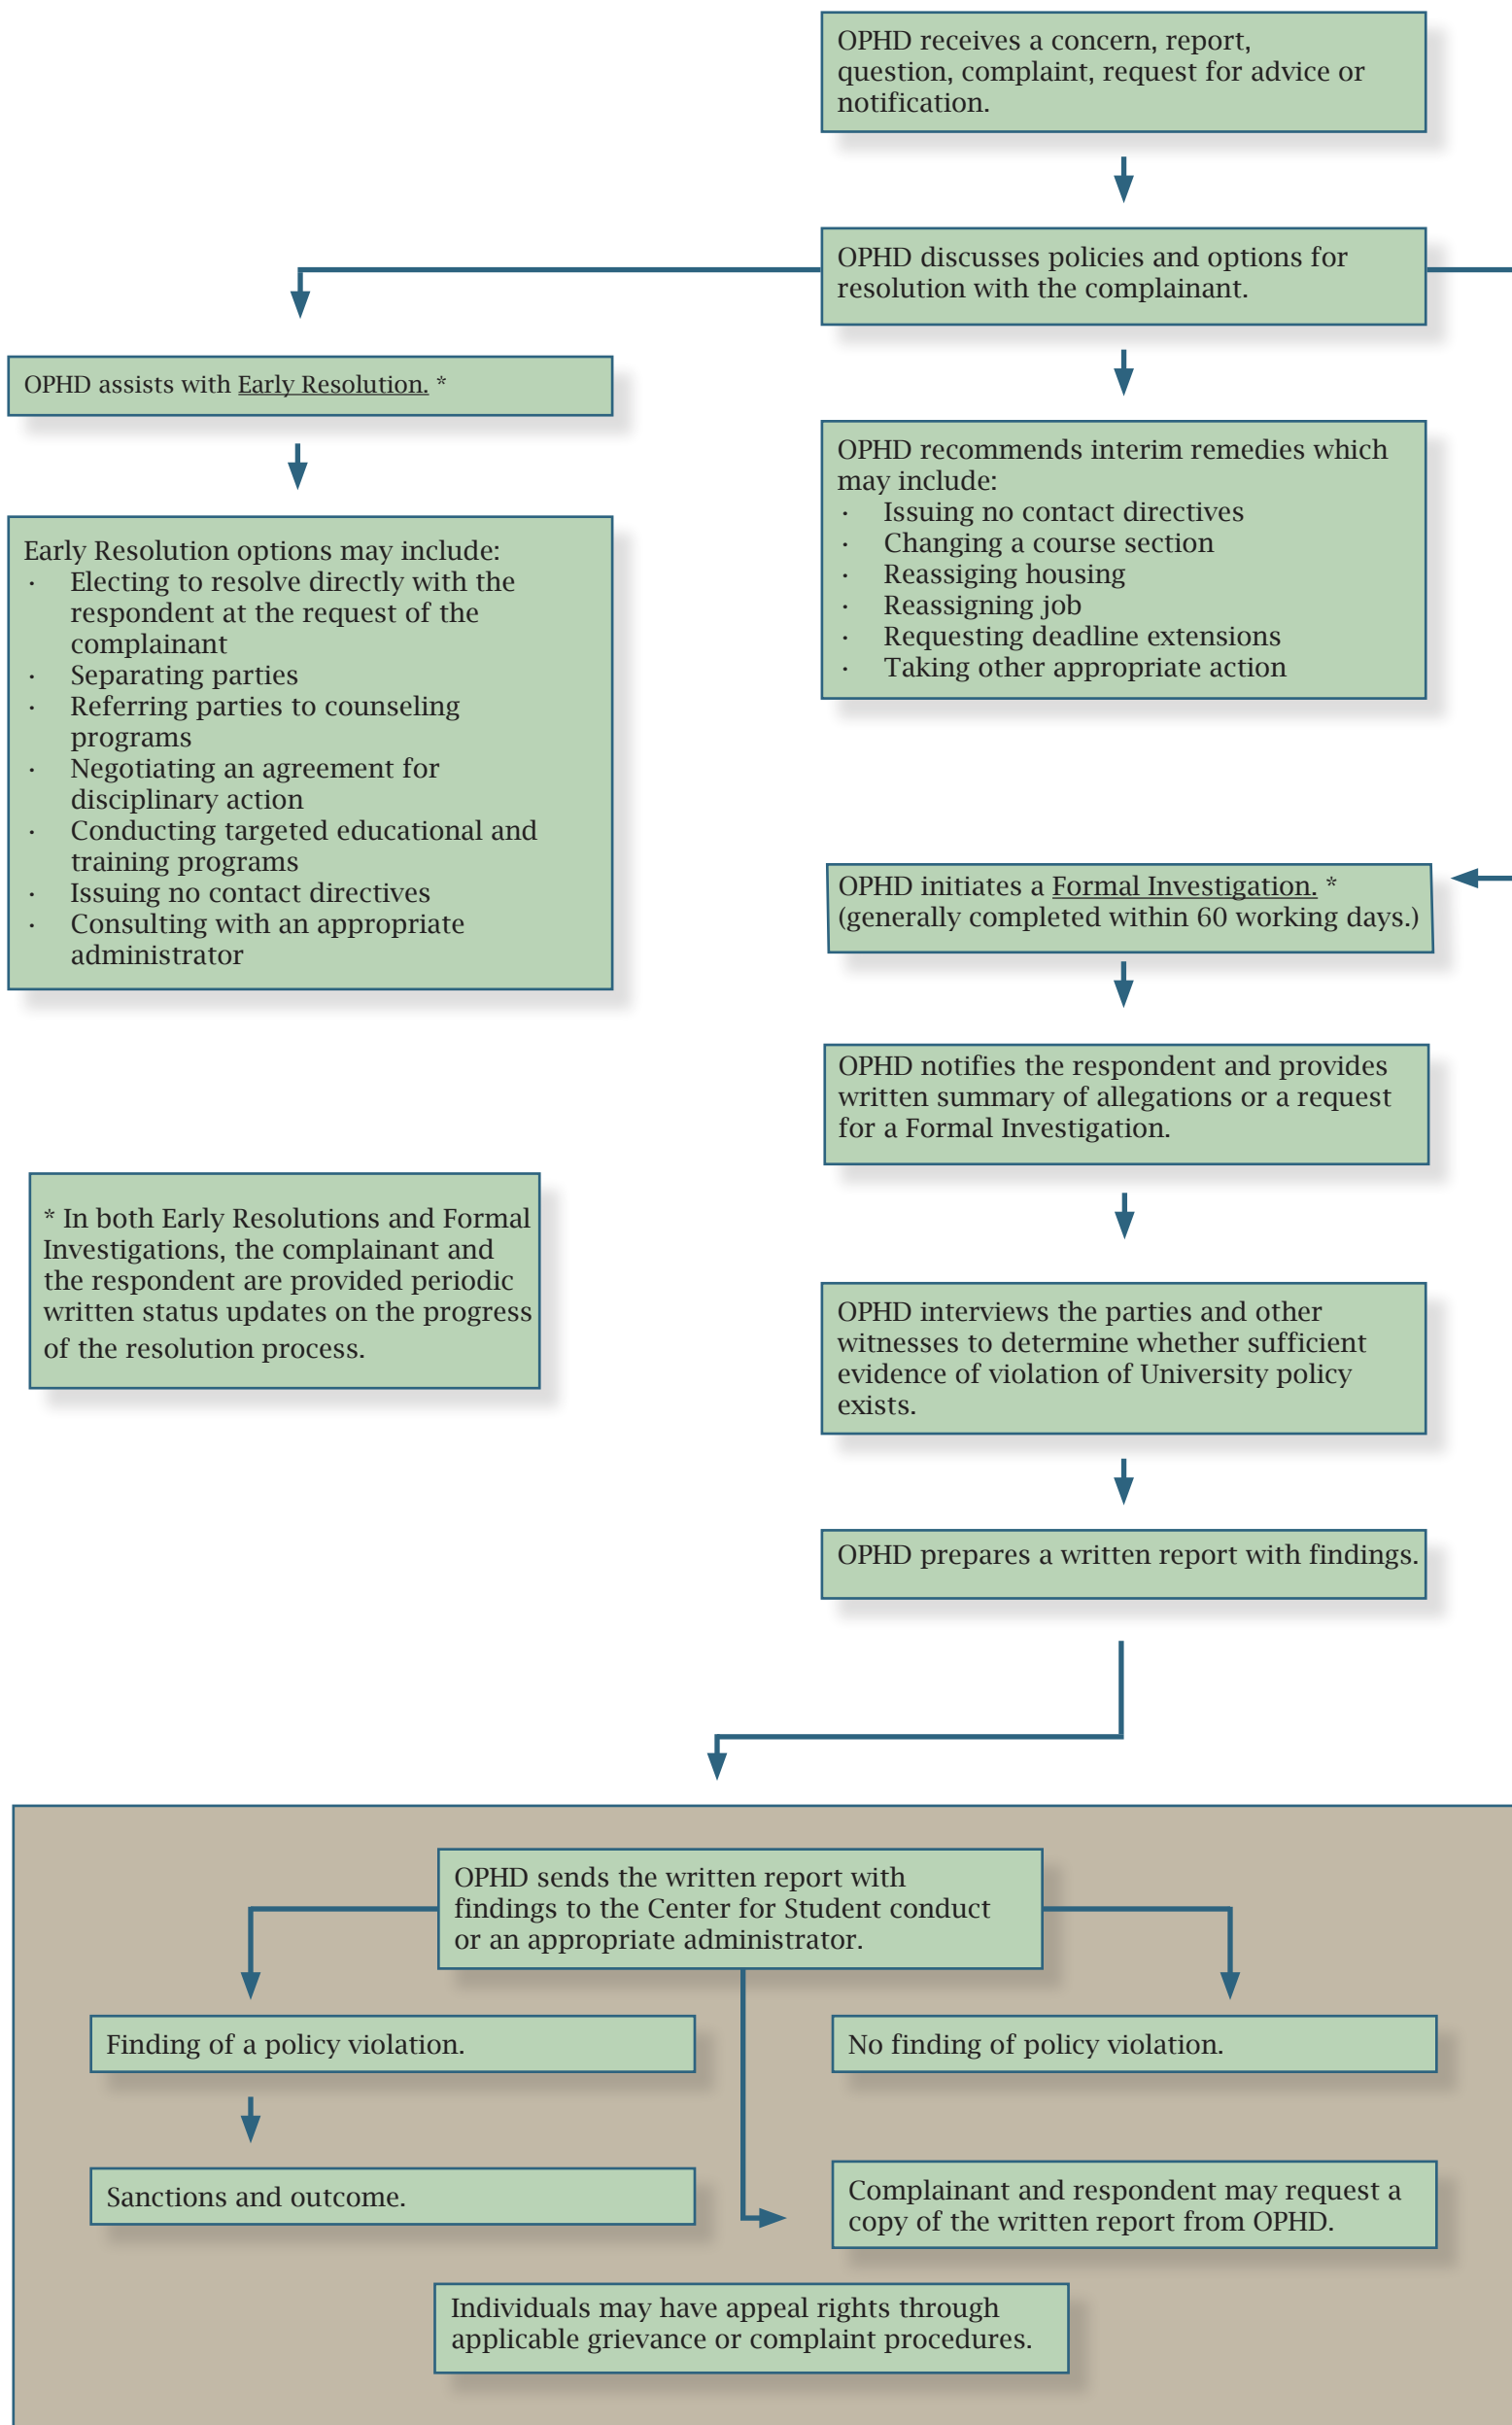 OPHD receives a concern, report,
question, complaint, request for advice or
notification.
OPHD discusses policies and options for
resolution with the complainant.
OPHD assists with Early Resolution. *
Early Resolution options may include:
· Electing to resolve directly with the
respondent at the request of the
complainant
· Separating parties
· Referring parties to counseling
programs
· Negotiating an agreement for
disciplinary action
· Conducting targeted educational and
training programs
· Issuing no contact directives
· Consulting with an appropriate
administrator
OPHD recommends interim remedies which
may include:
· Issuing no contact directives
· Changing a course section
· Reassiging housing
· Reassigning job
· Requesting deadline extensions
· Taking other appropriate action
OPHD initiates a Formal Investigation. *
(generally completed within 60 working days.)
OPHD notifies the respondent and provides
written summary of allegations or a request
for a Formal Investigation.
* In both Early Resolutions and Formal
Investigations, the complainant and
the respondent are provided periodic
written status updates on the progress
of the resolution process.
OPHD interviews the parties and other
witnesses to determine whether sufficient
evidence of violation of University policy
exists.
OPHD prepares a written report with findings.
OPHD sends the written report with
findings to the Center for Student conduct
or an appropriate administrator.
Finding of a policy violation.
No finding of policy violation.
Sanctions and outcome.
Complainant and respondent may request a
copy of the written report from OPHD.
Individuals may have appeal rights through
applicable grievance or complaint procedures.